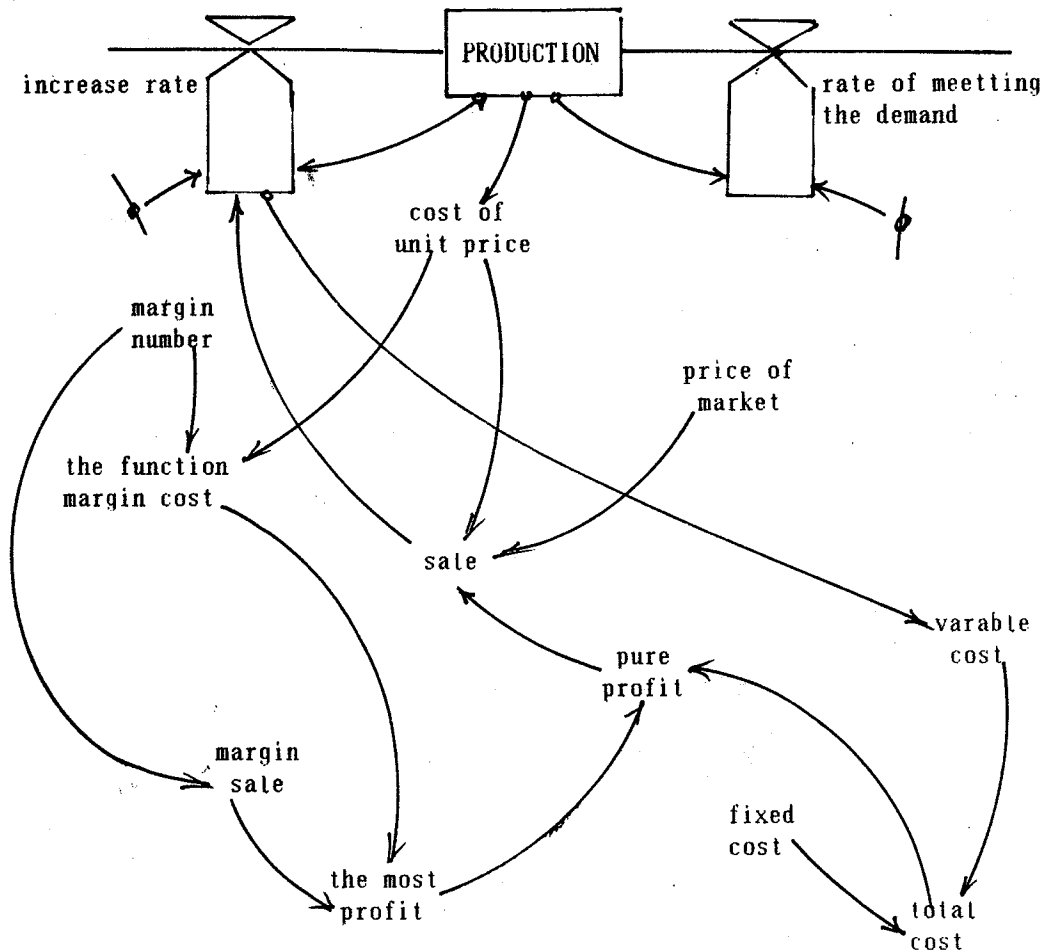 PRODUCTION
increase rate
rate of meetting
the demand
cost of
unit price
margin
number
price of
market
the function
margin cost
sale
varable
cost
pure
profit
margin
sale
fixed
cost
the most
profit
total
cost